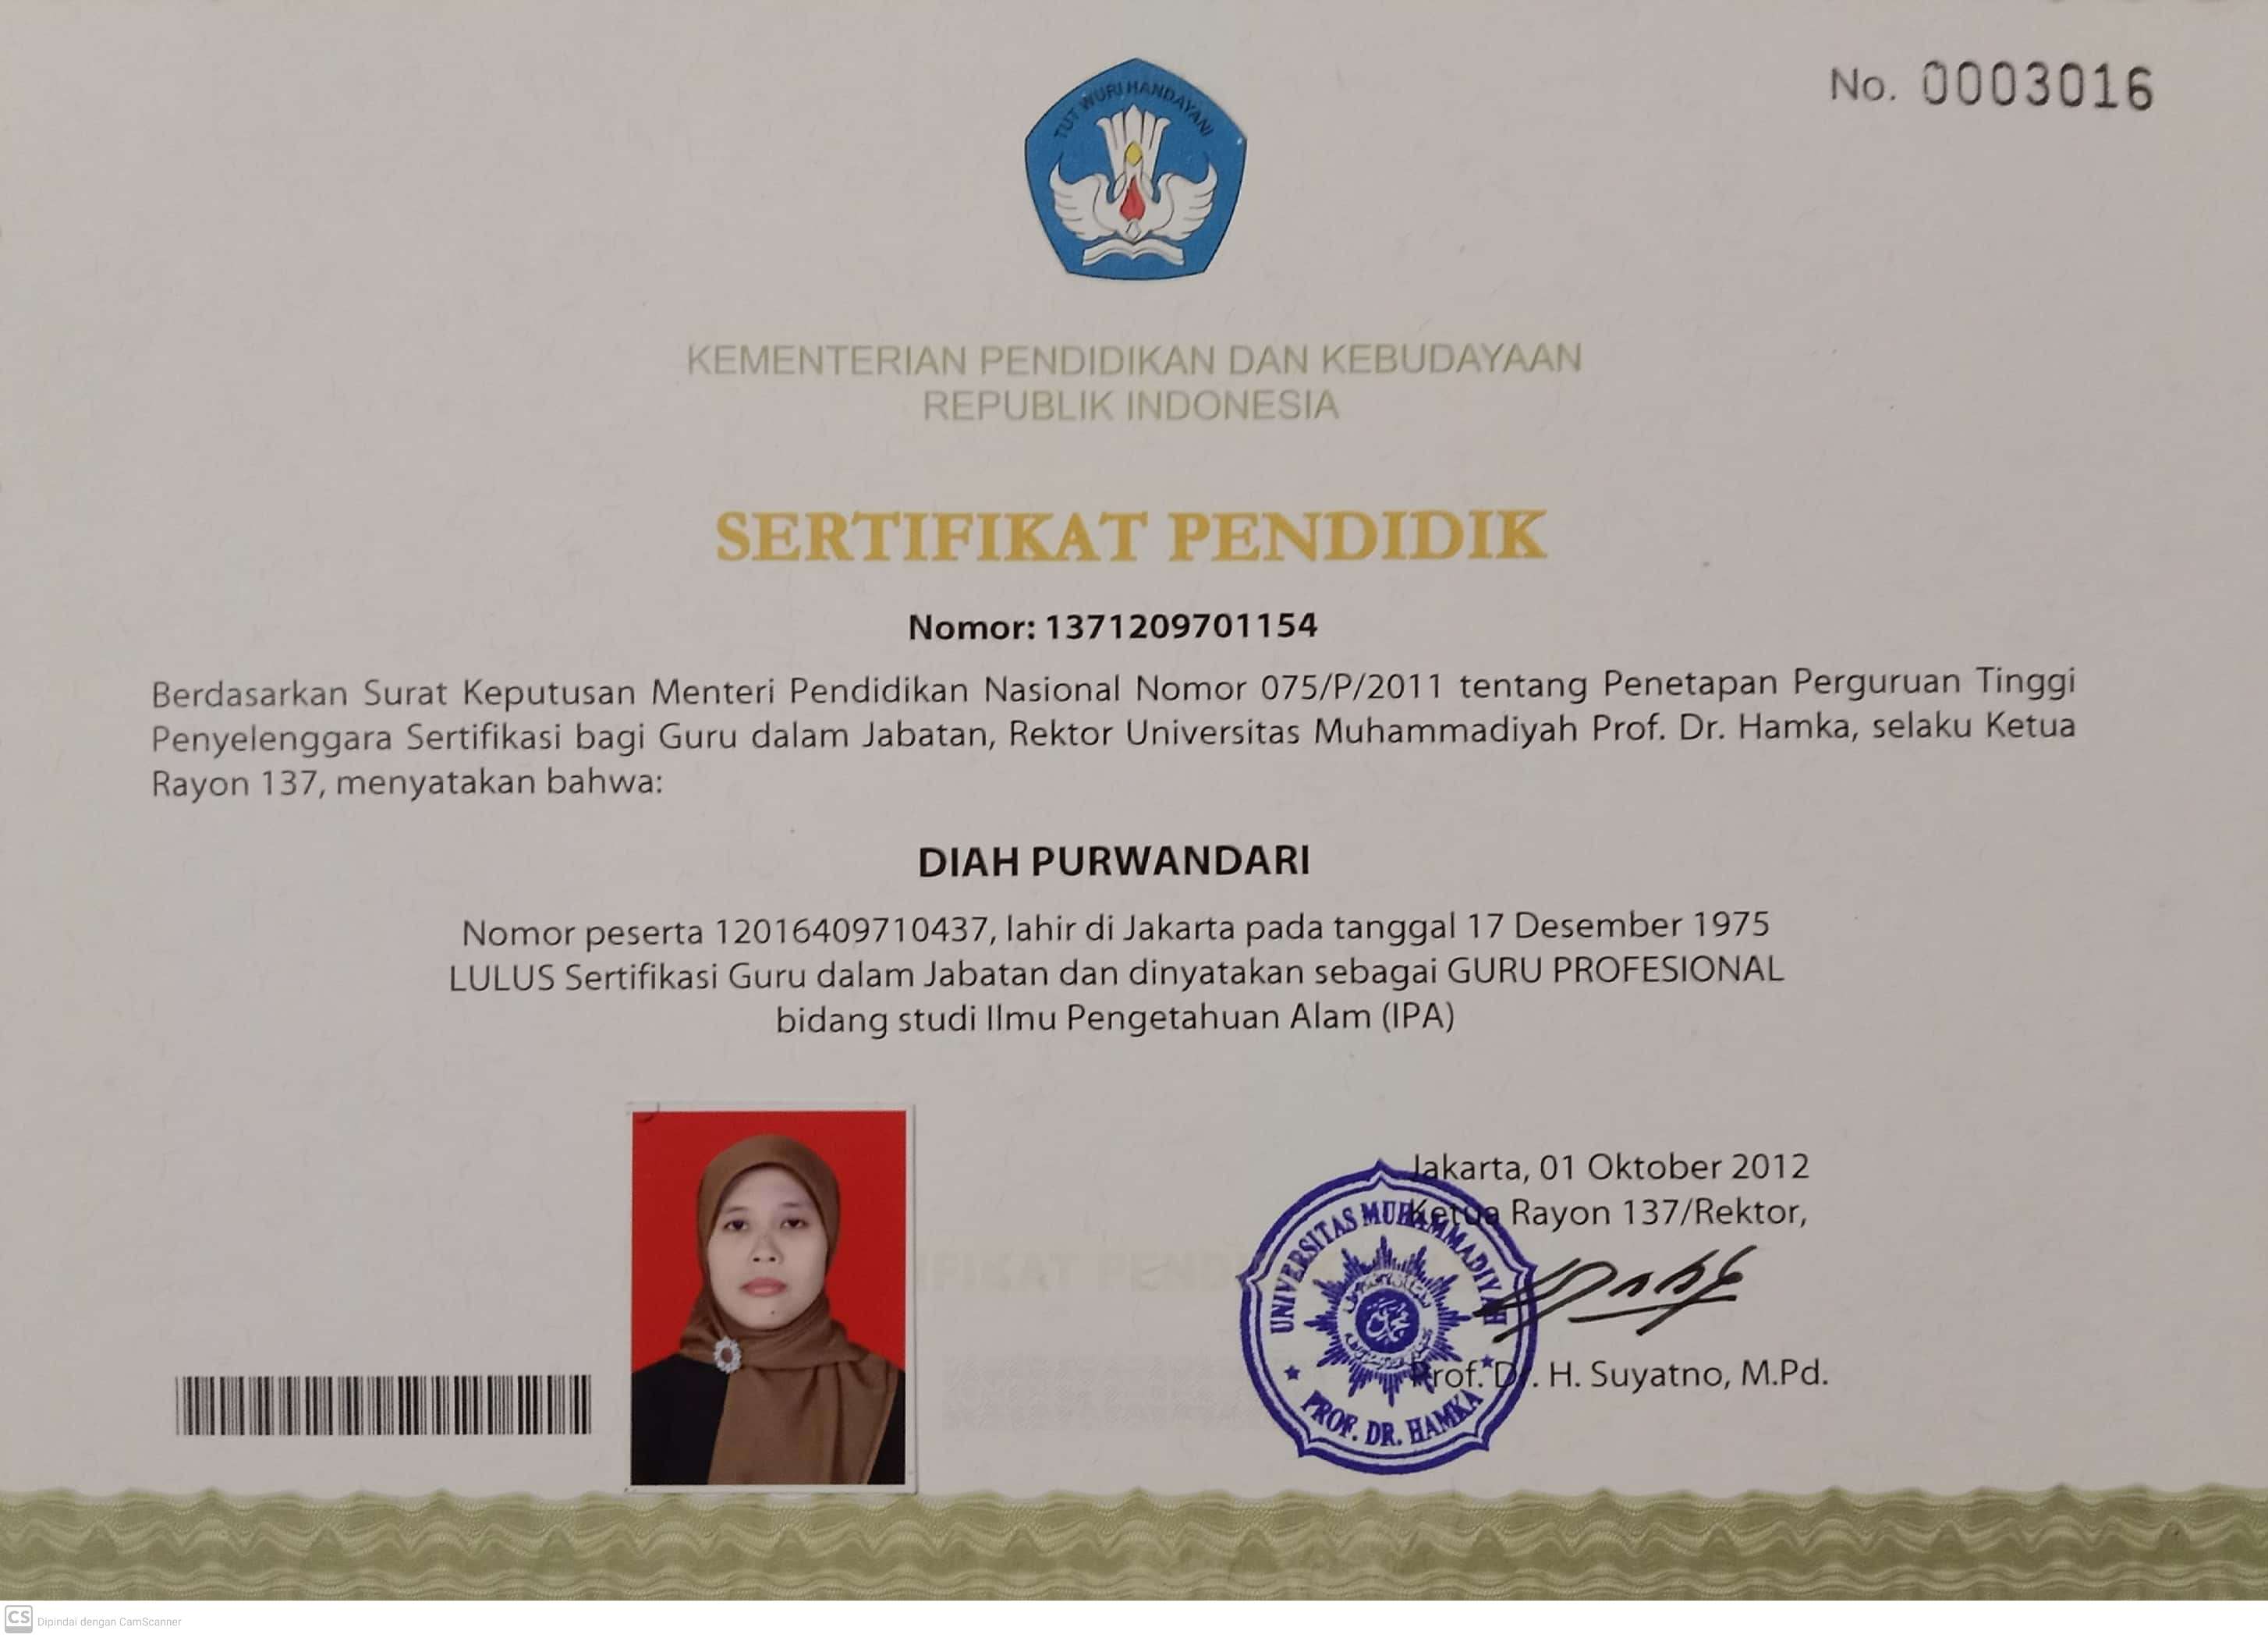 No. 0003016
TUT WURI HANDAYANI
KEMENTERIAN PENDIDIKAN DAN KEBUDAYAAN
REPUBLIK INDONESIA
SERTIFIKAT PENDIDIK
Nomor: 1371209701154
Berdasarkan Surat Keputusan Menteri Pendidikan Nasional Nomor 075/P/2011 tentang Penetapan Perguruan Tinggi
Penyelenggara Sertifikasi bagi Guru dalam Jabatan, Rektor Universitas Muhammadiyah Prof. Dr. Hamka, selaku Ketua
Rayon 137, menyatakan bahwa:
DIAH PURWANDARI
Nomor peserta 12016409710437, lahir di Jakarta pada tanggal 17 Desember 1975
LULUS Sertifikasi Guru dalam Jabatan dan dinyatakan sebagai GURU PROFESIONAL
bidang studi Ilmu Pengetahuan Alam (IPA)
Jakarta, 01 Oktober 2012
Ketua Rayon 137/Rektor,
UNIVERSITAS MUHAMMADIYAH
PROF. DR. HAMKA
Prof. Dr. H. Suyatno, M.Pd.
CS Dipindai dengan CamScanner